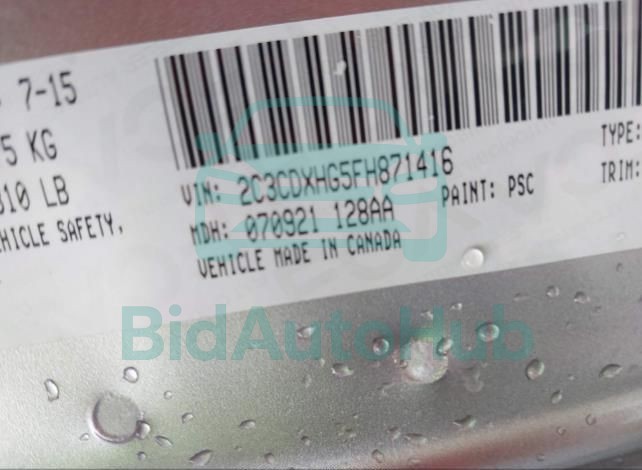 7-15
5 KG
310 LB
VEHICLE SAFETY,
VIN: 2C3CDXHG5FH871416
TYPE:
MDH: 070921 128AA
PAINT: PSC
TRIM:
VEHICLE MADE IN CANADA
BidAutoHub